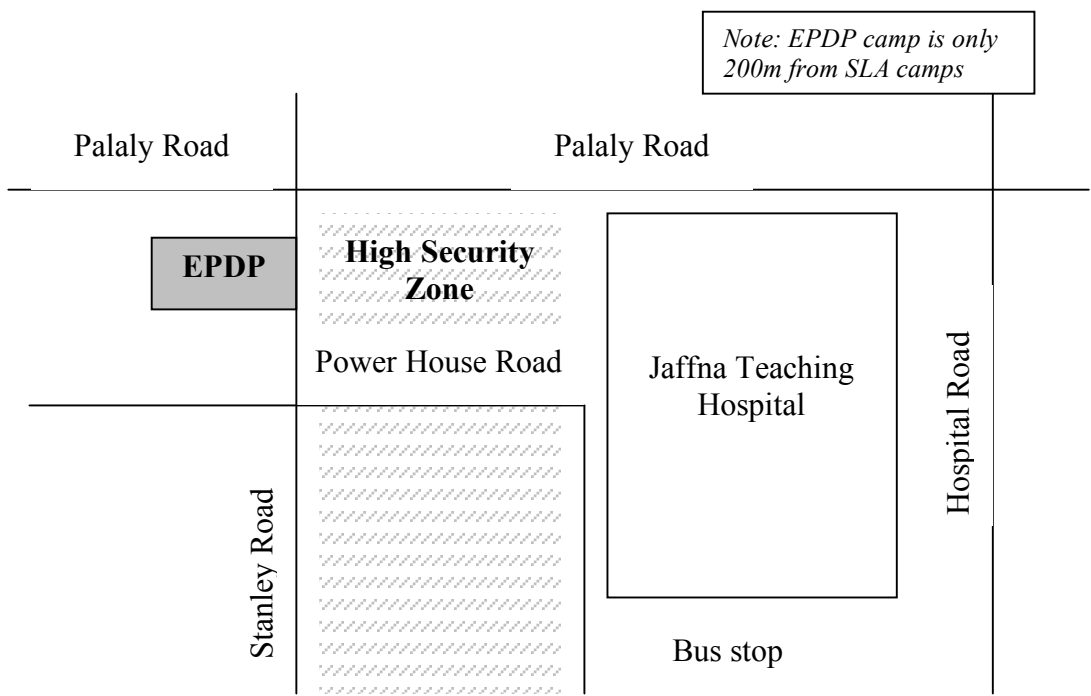 Note: EPDP camp is only
200m from SLA camps
Palaly Road
Palaly Road
EPDP
High Security
Zone
Power House Road
Jaffna Teaching
Hospital
Hospital Road
Stanley Road
Bus stop